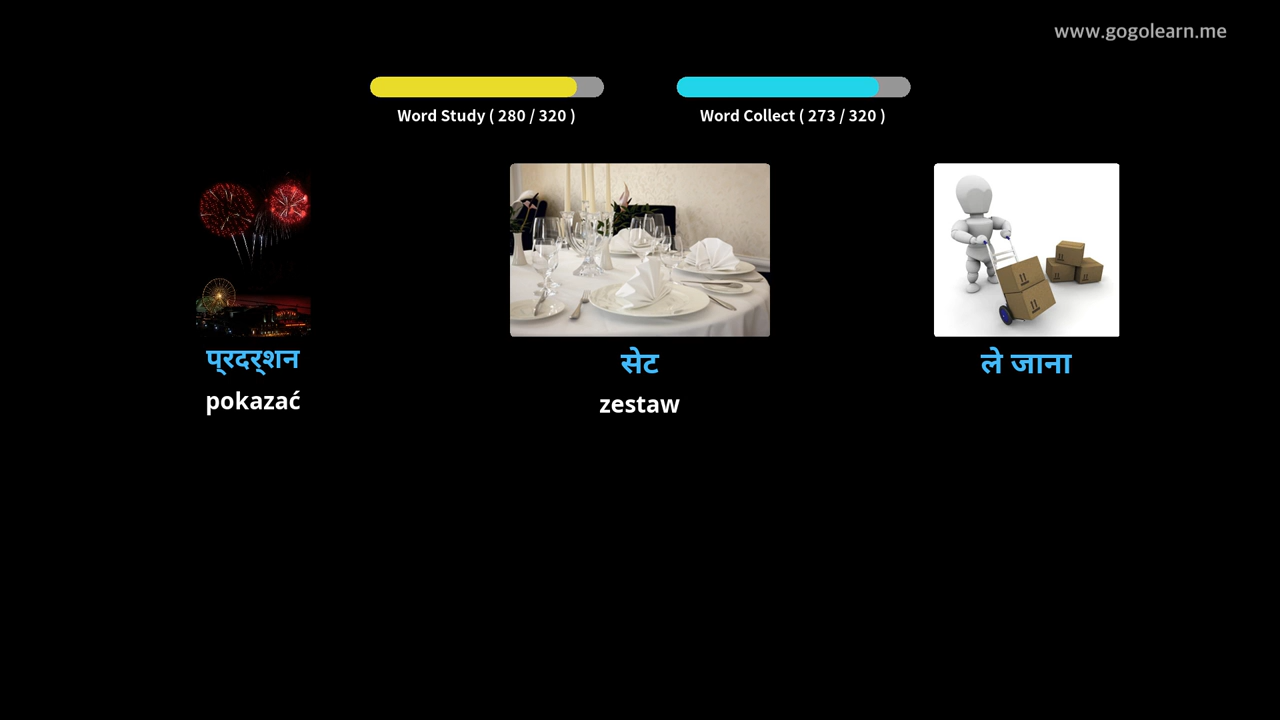 www.gogolearn.me
Word Study ( 280 / 320 )
Word Collect ( 273 / 320 )
प्रदर्शन
सेट
ले जाना
pokazać
zestaw